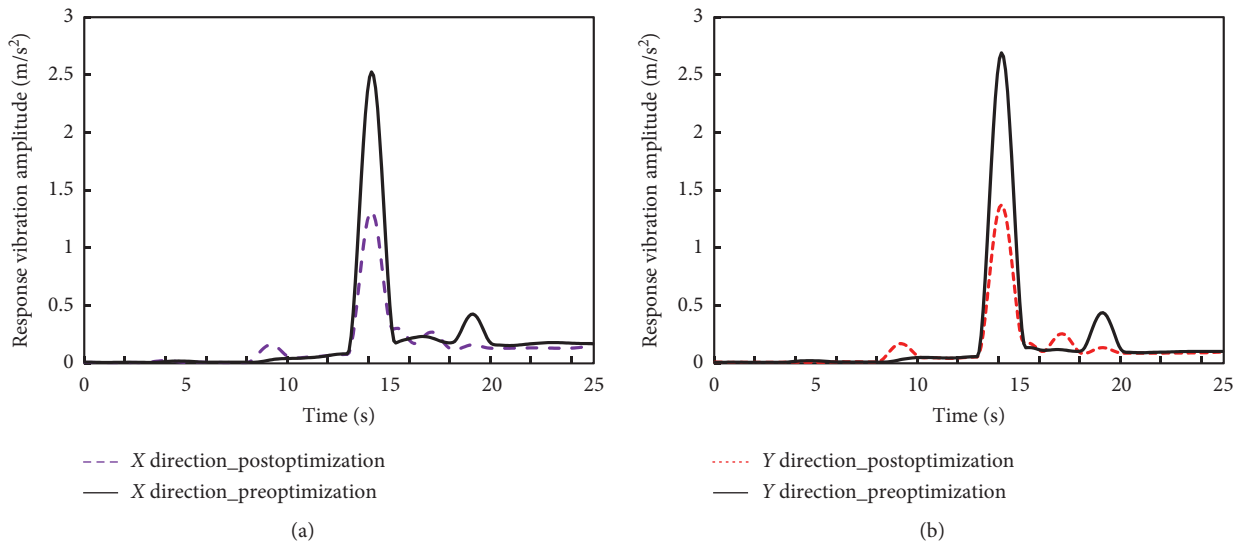 3
2.5
2
1.5
1
0.5
0
Response vibration amplitude (m/s²)
0 5 10 15 20 25
Time (s)
X direction_postoptimization
X direction_preoptimization
(a)
3
2.5
2
1.5
1
0.5
0
Response vibration amplitude (m/s²)
0 5 10 15 20 25
Time (s)
Y direction_postoptimization
Y direction_preoptimization
(b)